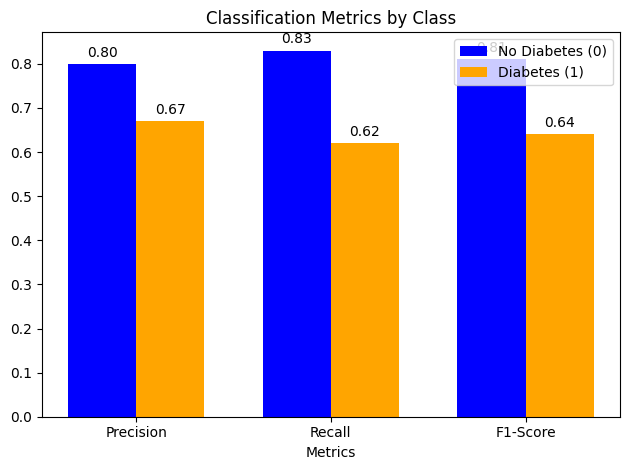 Classification Metrics by Class
0.80
0.67
0.83
0.62
0.81
0.64
No Diabetes (0)
Diabetes (1)
0.8
0.7
0.6
0.5
0.4
0.3
0.2
0.1
0.0
Precision
Recall
F1-Score
Metrics